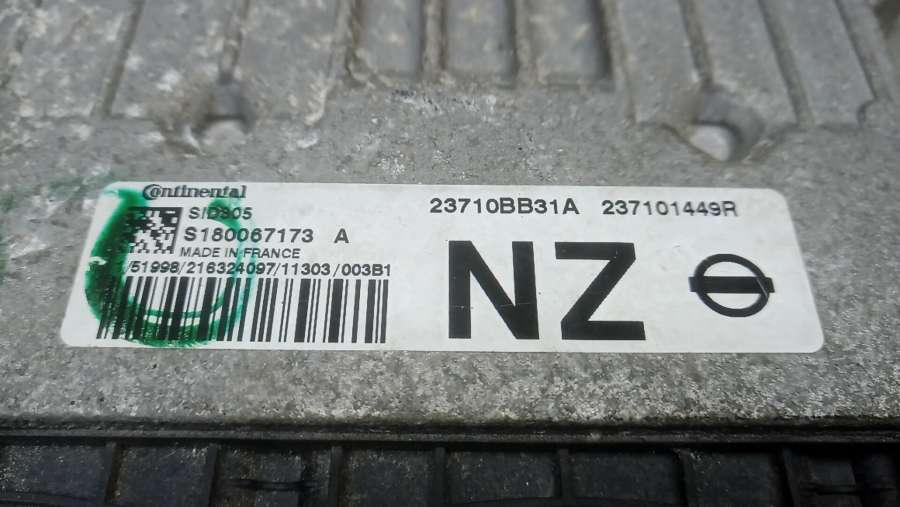 Continental
SID305
S180067173 A
MADE IN FRANCE
/51998/216324097/11303/003B1
23710BB31A 237101449R
NZ